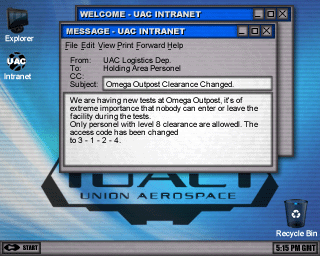 WELCOME - UAC INTRANET
MESSAGE - UAC INTRANET
File Edit View Print Forward Help
From: UAC Logistics Dep.
To: Holding Area Personel
CC:
Subject: Omega Outpost Clearance Changed.
We are having new tests at Omega Outpost, it's of
extreme importance that nobody can enter or leave the
facility during the tests.
Only personel with level 8 clearance are allowedl. The
access code has been changed
to 3 - 1 - 2 - 4.
Explorer
UAC
Intranet
UAC
UNION AEROSPACE
Recycle Bin
START
5:15 PM GMT